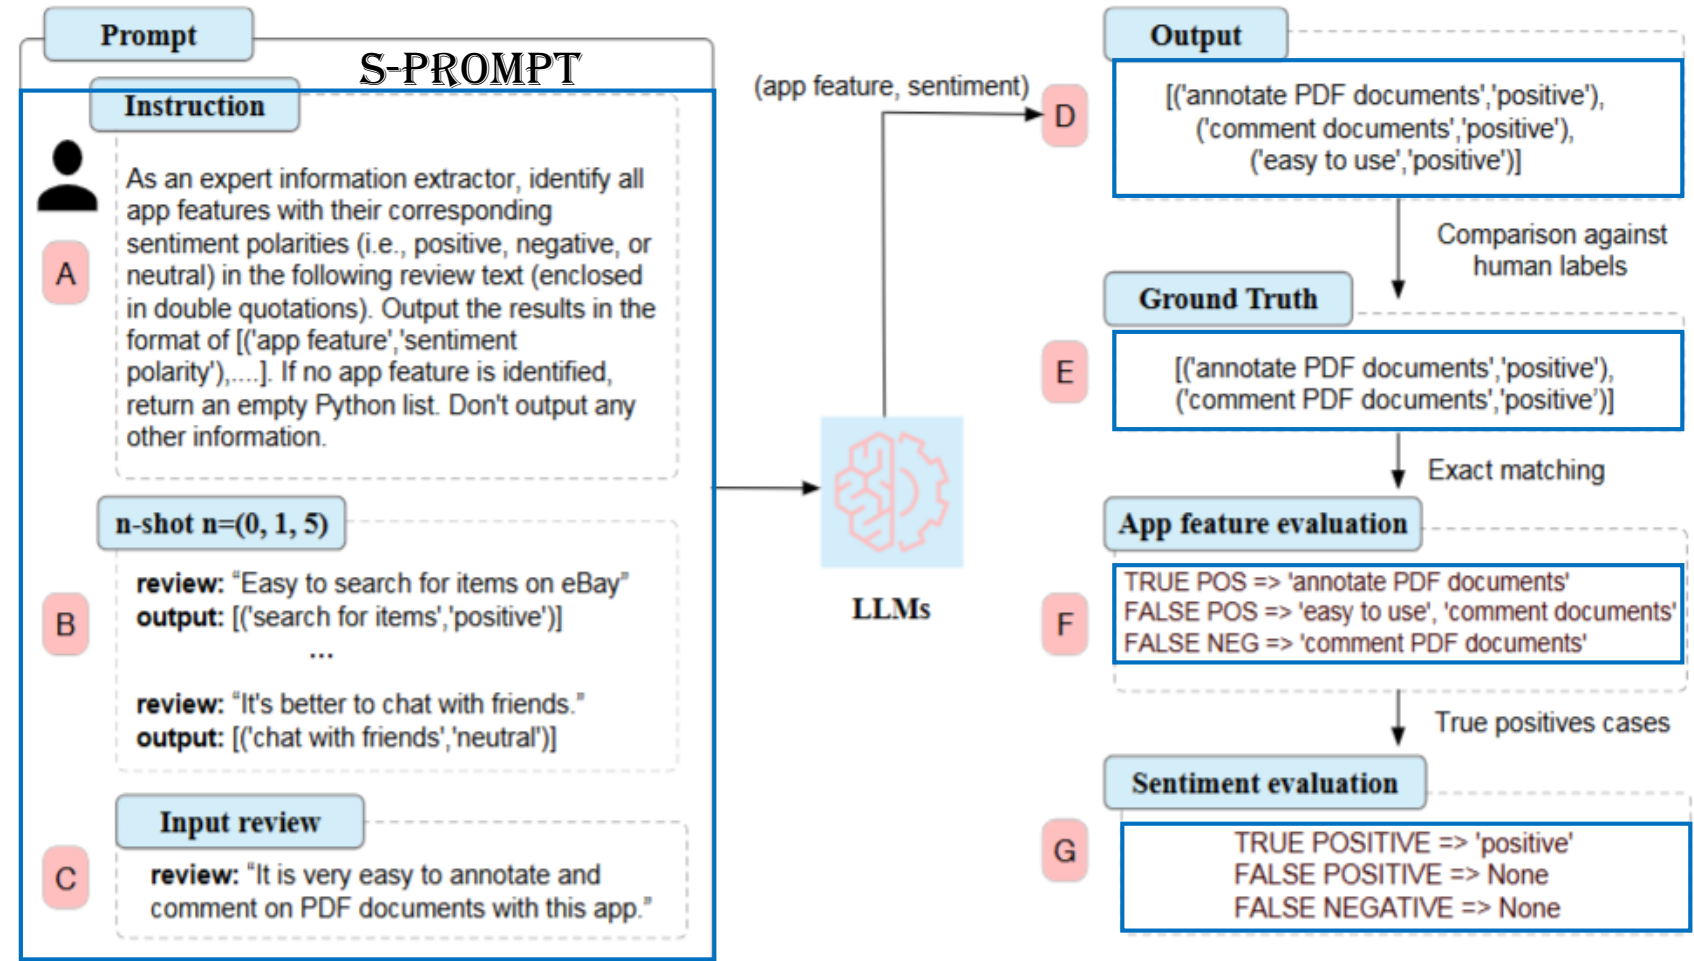 Prompt
S-PROMPT
Instruction
As an expert information extractor, identify all
app features with their corresponding
sentiment polarities (i.e., positive, negative, or
neutral) in the following review text (enclosed
in double quotations). Output the results in the
format of [('app feature','sentiment
polarity'),....]. If no app feature is identified,
return an empty Python list. Don't output any
other information.
A
n-shot n=(0, 1, 5)
review: “Easy to search for items on eBay”
output: [('search for items','positive')]
...
review: “It's better to chat with friends.”
output: [('chat with friends','neutral')]
B
Input review
review: “It is very easy to annotate and
comment on PDF documents with this app.”
C
LLMs
(app feature, sentiment)
D
Output
[('annotate PDF documents','positive'),
('comment documents','positive'),
('easy to use','positive')]
Comparison against
human labels
Ground Truth
E
[('annotate PDF documents','positive'),
('comment PDF documents','positive')]
Exact matching
App feature evaluation
F
TRUE POS => 'annotate PDF documents'
FALSE POS => 'easy to use', 'comment documents'
FALSE NEG => 'comment PDF documents'
True positives cases
Sentiment evaluation
G
TRUE POSITIVE => 'positive'
FALSE POSITIVE => None
FALSE NEGATIVE => None